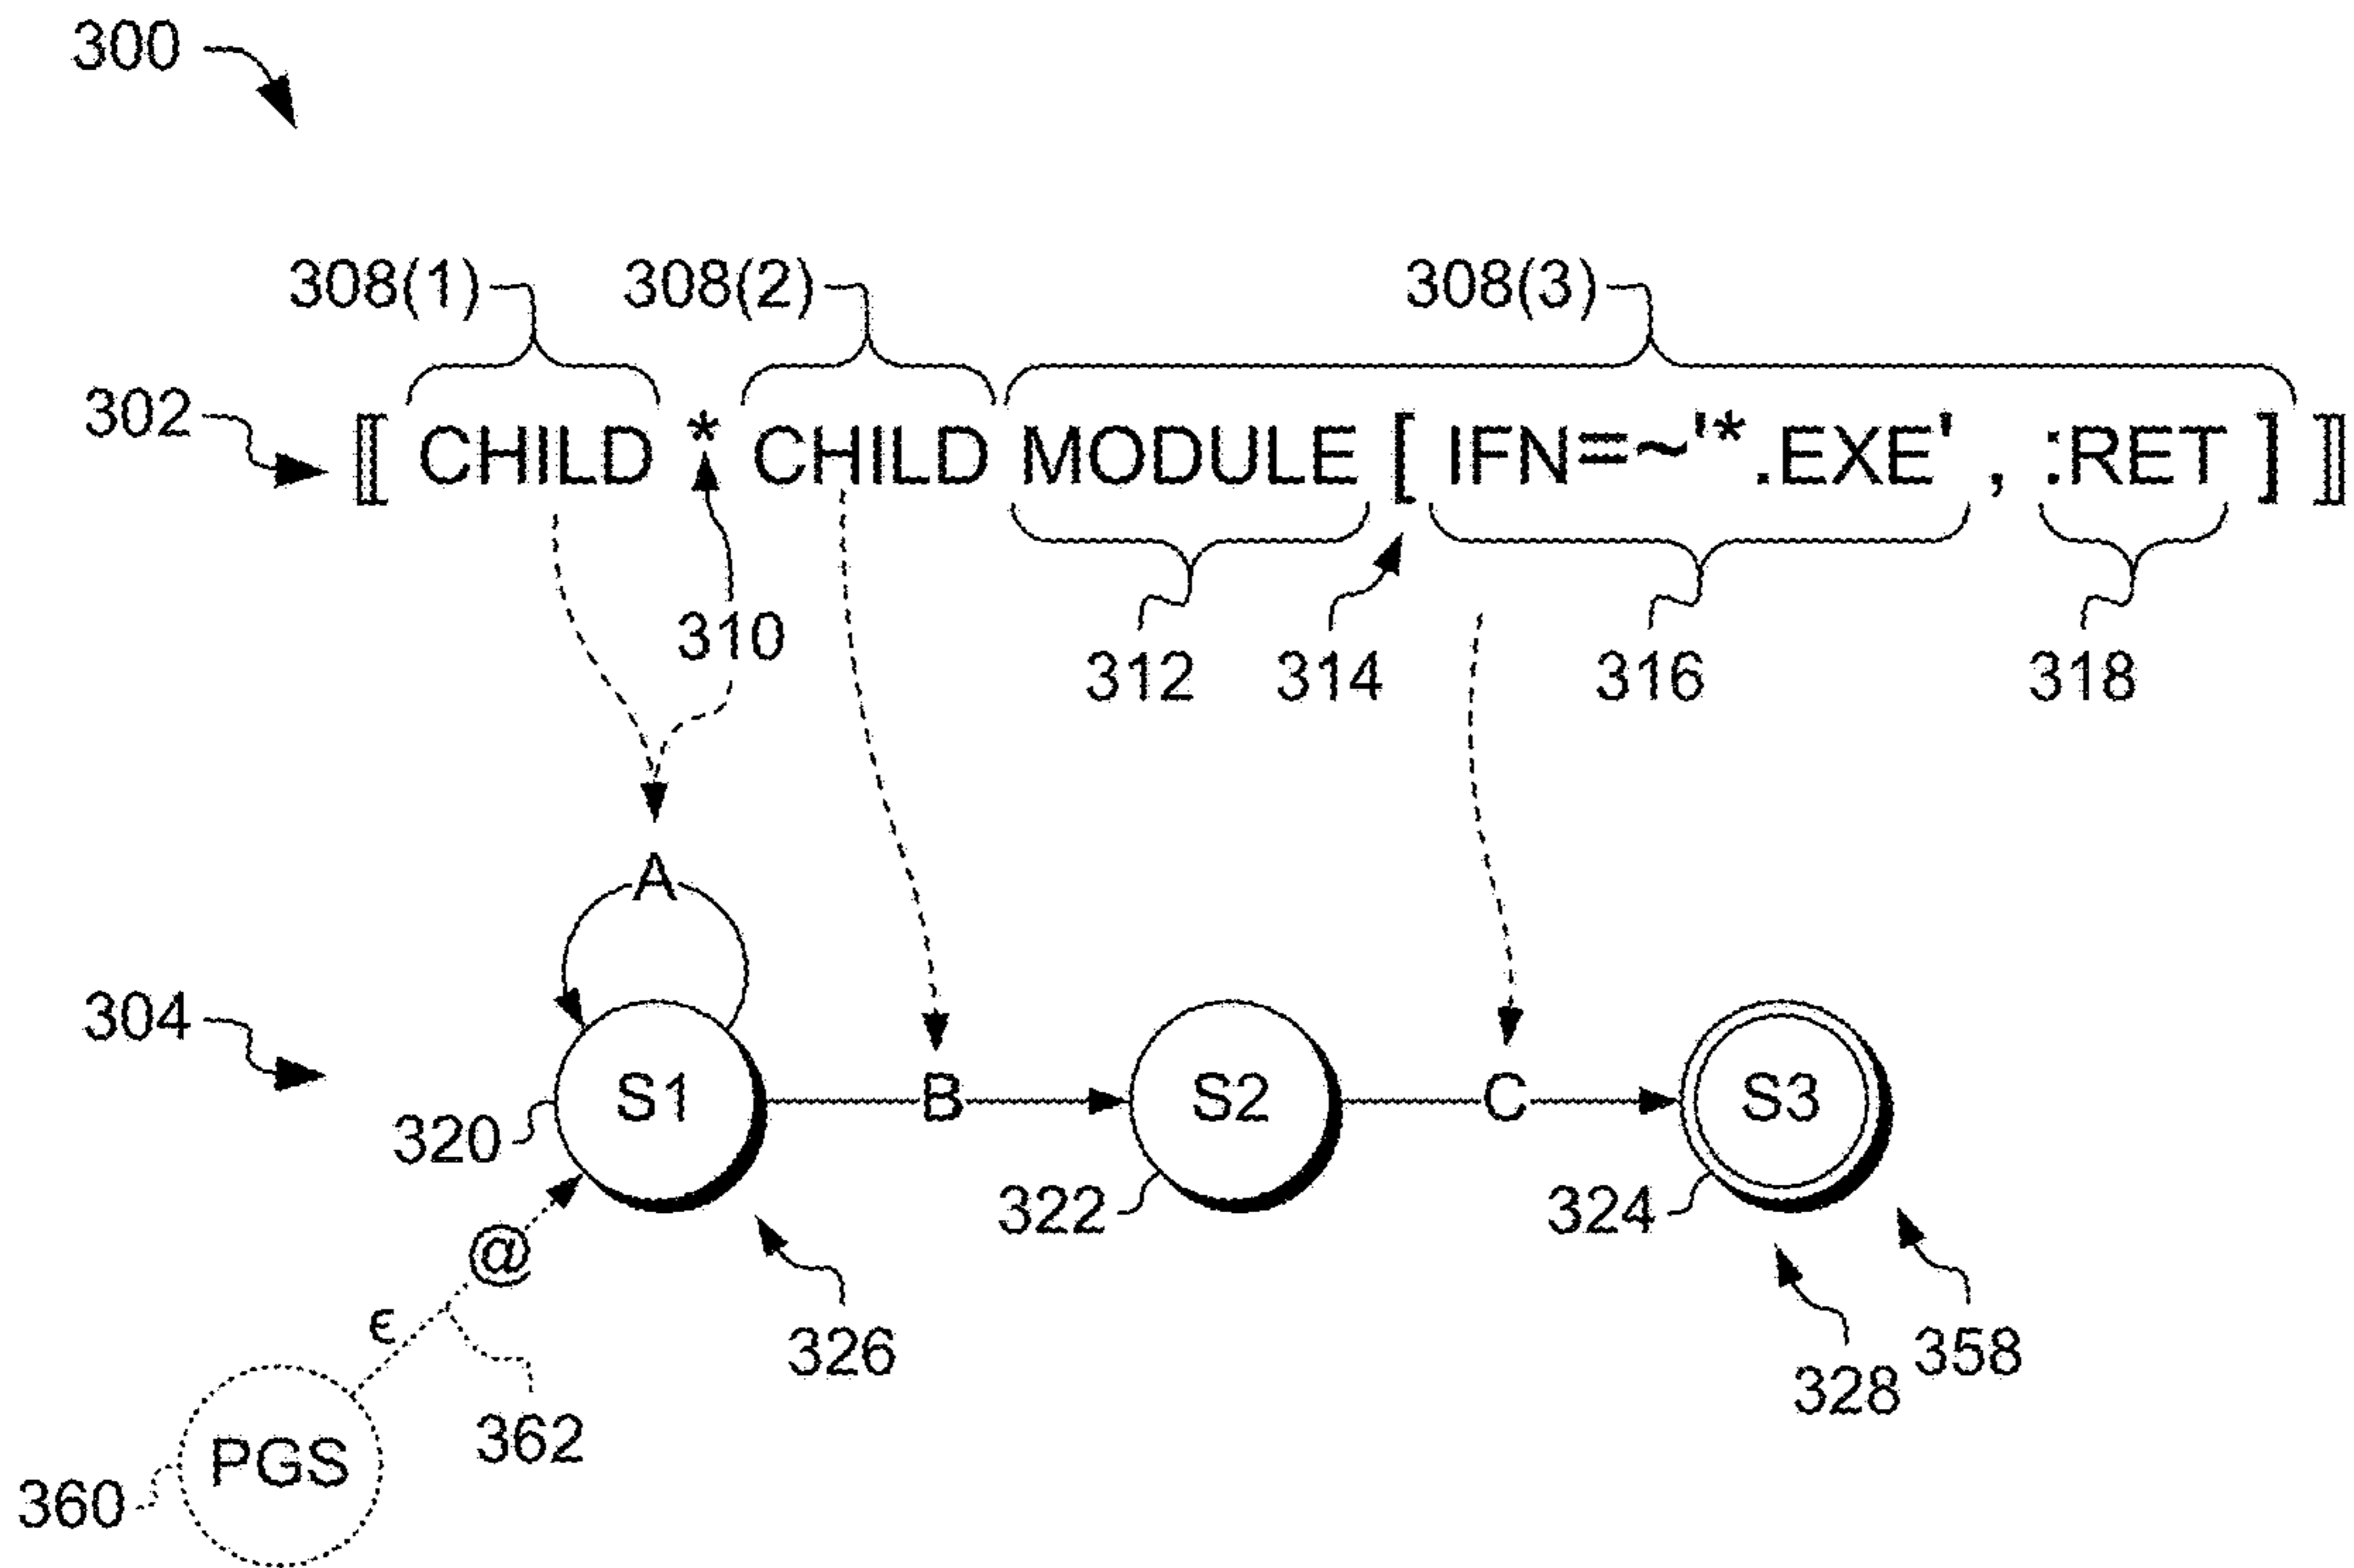 300
308(1) 308(2) 308(3)
302
⟦ CHILD * CHILD MODULE [ IFN=~'*.EXE' , :RET ] ⟧
310
312 314 316 318
A
304
S1 B S2 C S3
320
322 324
@
ϵ
326 328 358
362
PGS
360